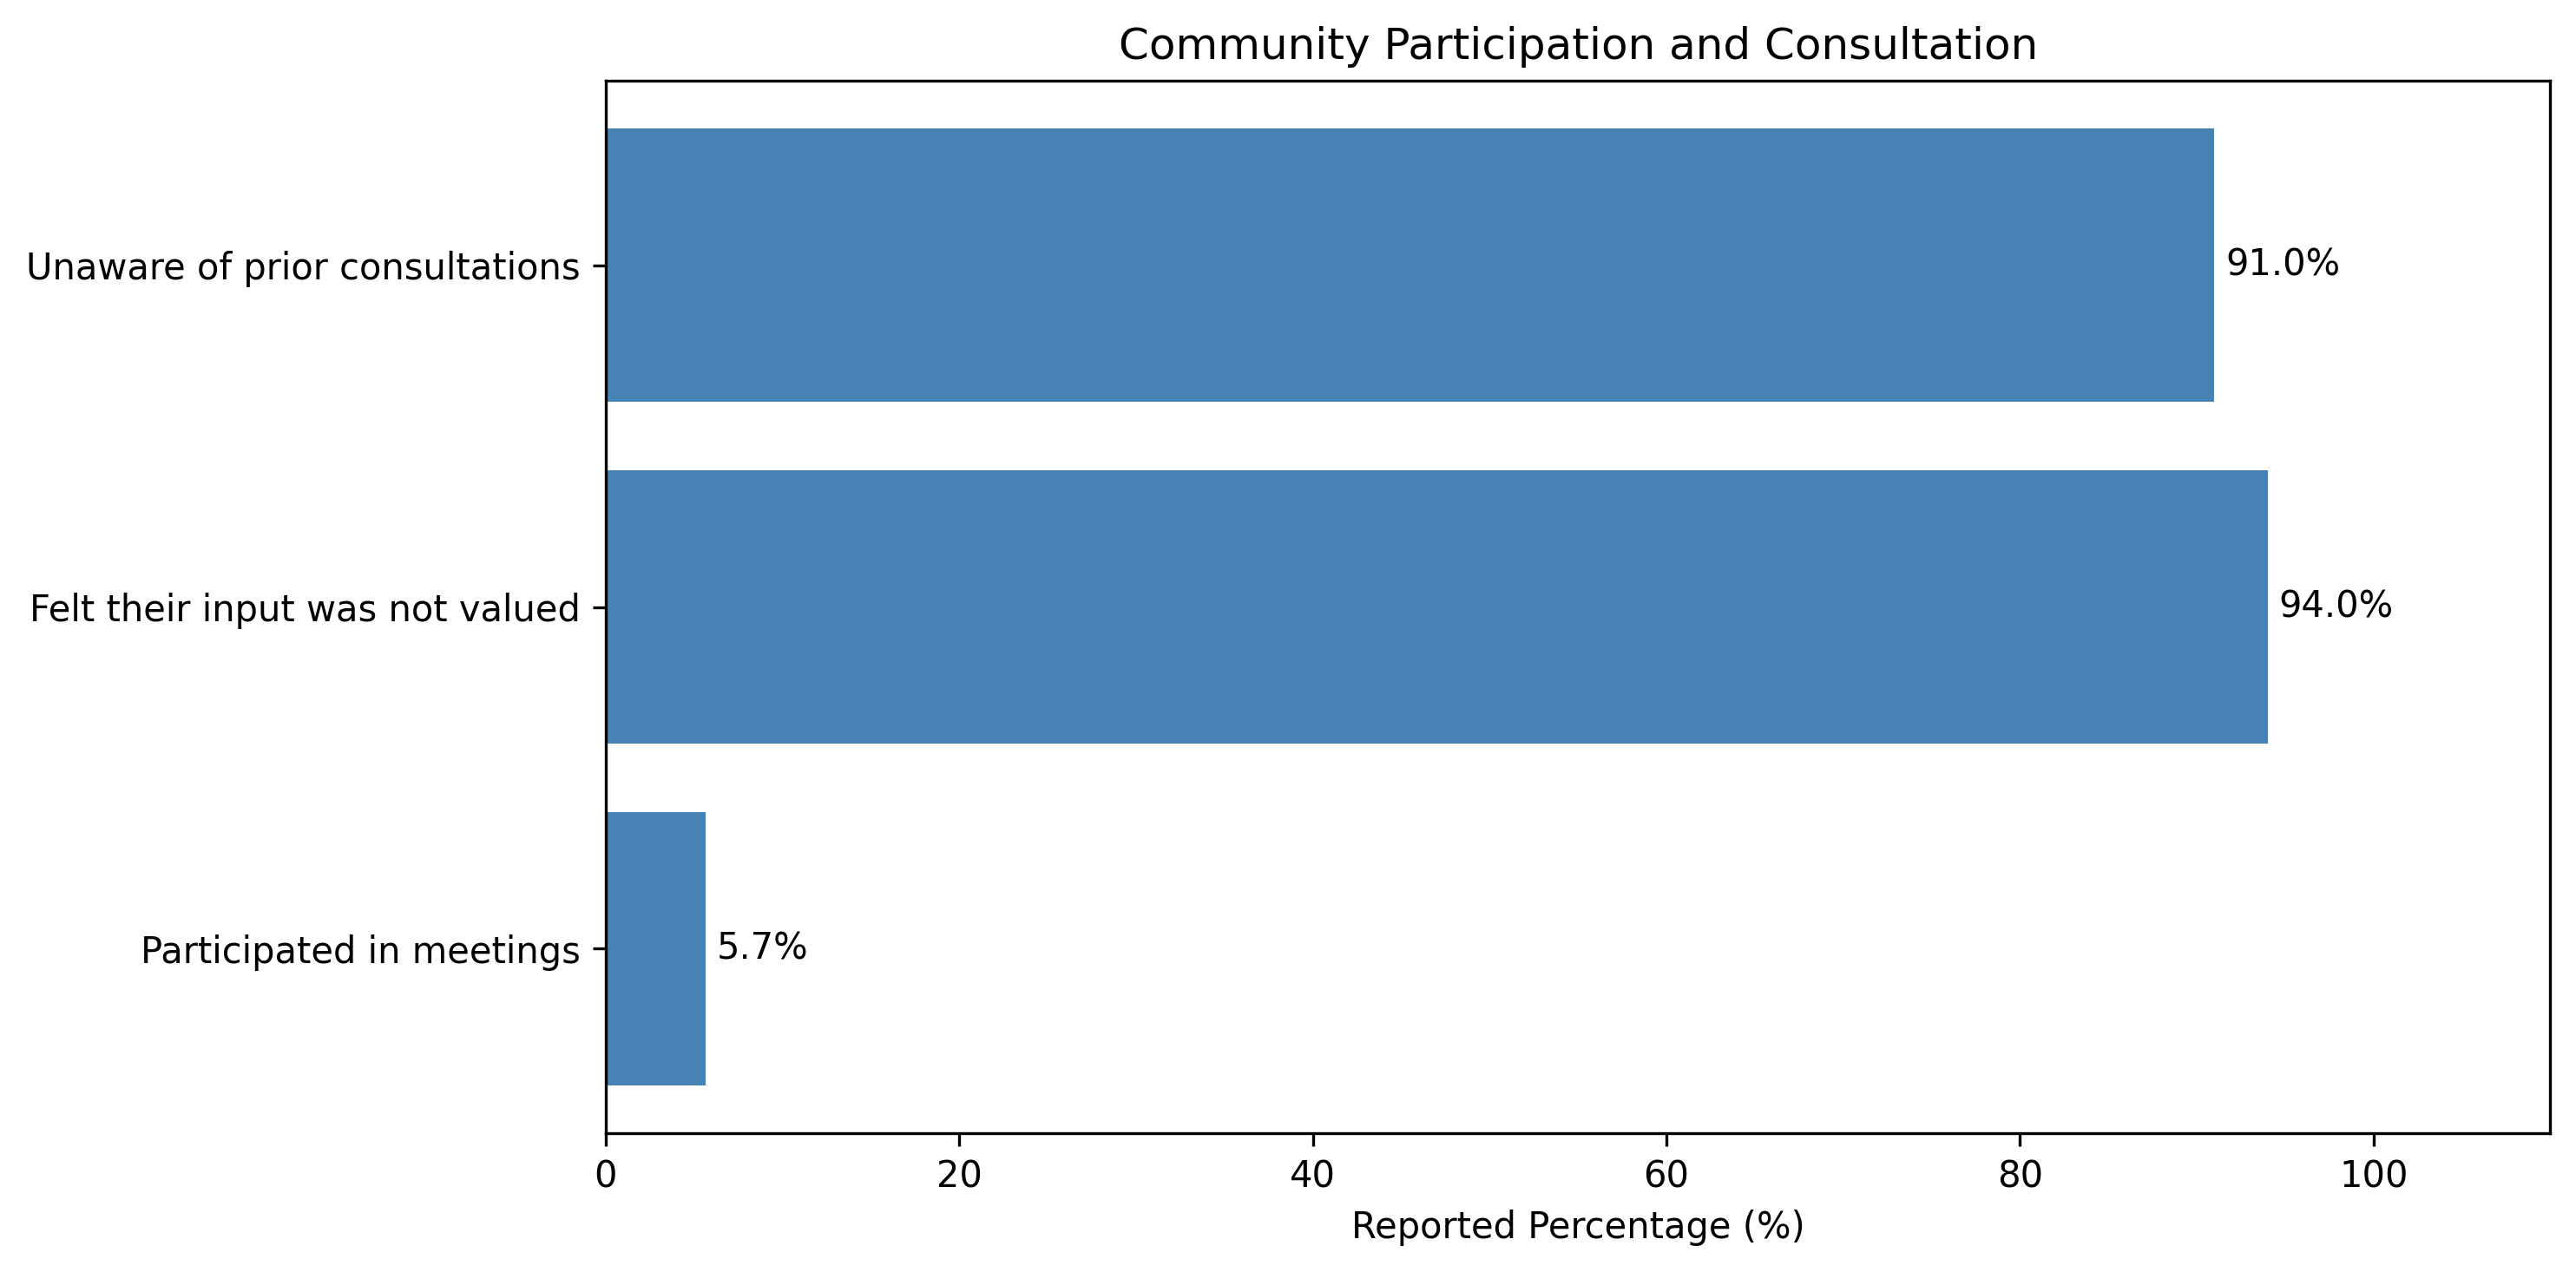 Community Participation and Consultation
Unaware of prior consultations
91.0%
Felt their input was not valued
94.0%
Participated in meetings
5.7%
0 20 40 60 80 100
Reported Percentage (%)